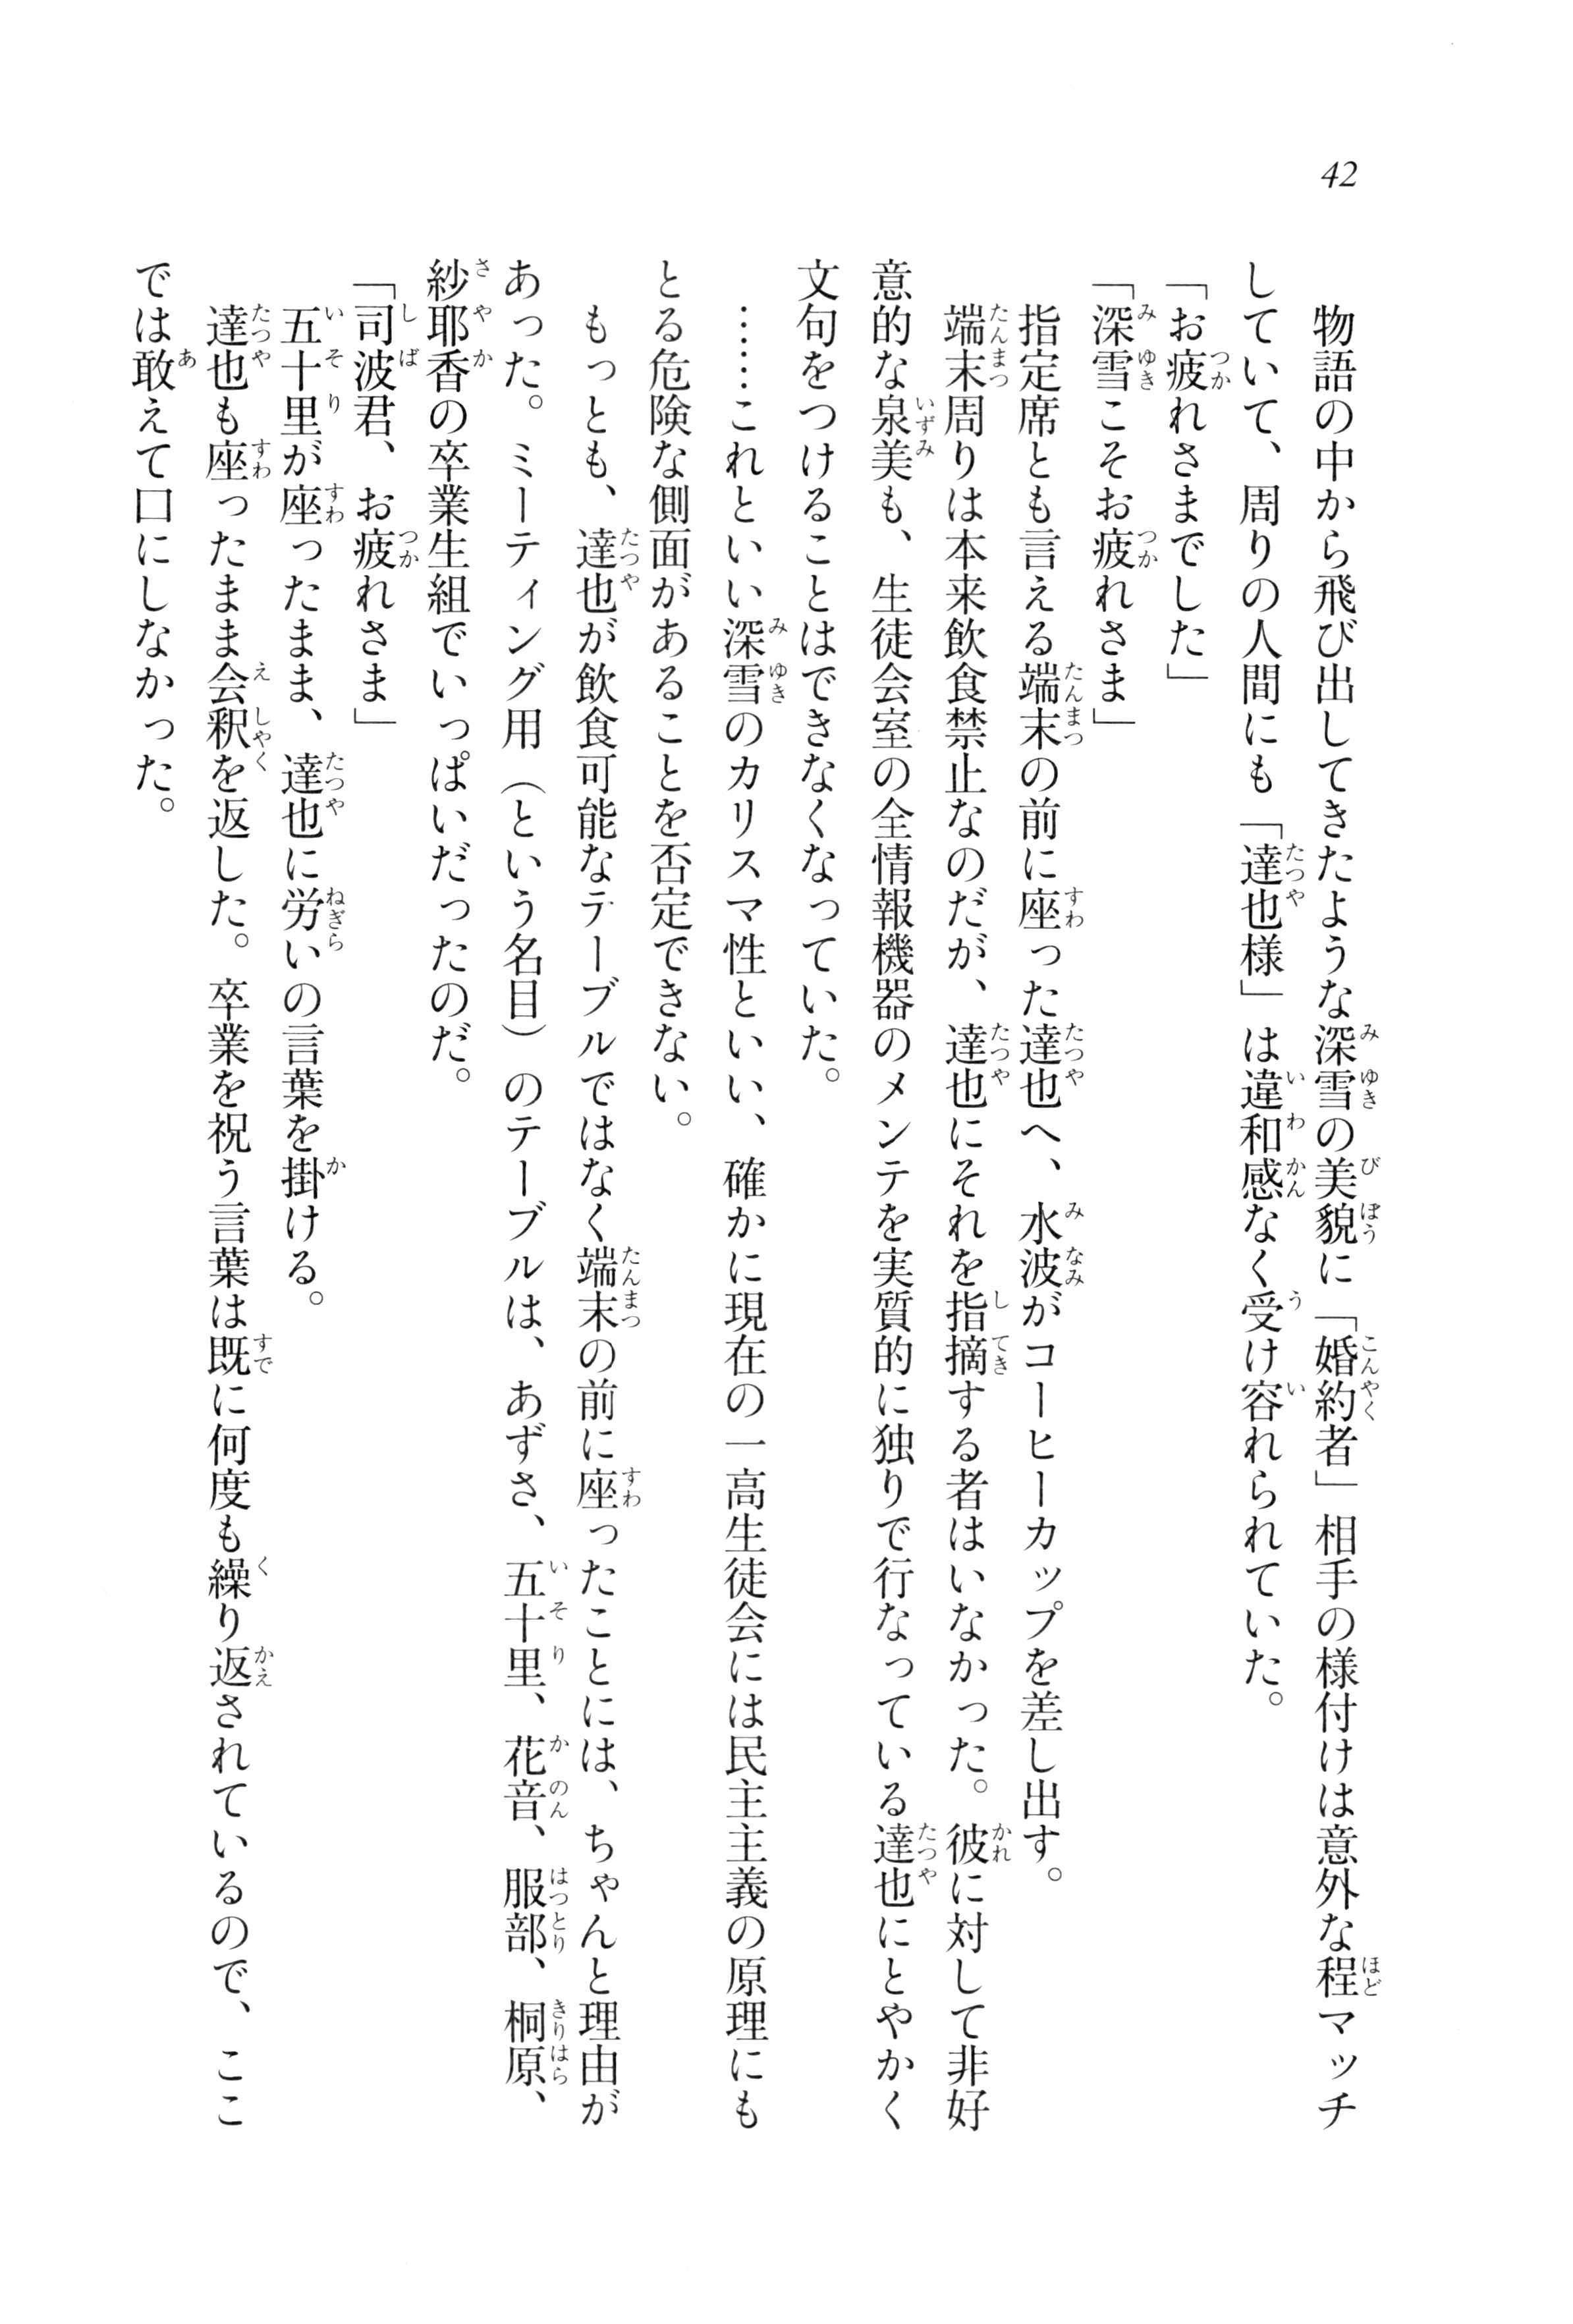 42
物語の中から飛び出してきたような深雪の美貌に「婚約者」相手の様付けは意外な程マッチ
していて、周りの人間にも「達也様」は違和感なく受け容れられていた。
「お疲れさまでした」
「深雪こそお疲れさま」
指定席とも言える端末の前に座った達也へ、水波がコーヒーカップを差し出す。
端末周りは本来飲食禁止なのだが、達也にそれを指摘する者はいなかった。彼に対して非好
意的な泉美も、生徒会室の全情報機器のメンテを実質的に独りで行なっている達也にとやかく
文句をつけることはできなくなっていた。
……これといい深雪のカリスマ性といい、確かに現在の一高生徒会には民主主義の原理にも
とる危険な側面があることを否定できない。
もっとも、達也が飲食可能なテーブルではなく端末の前に座ったことには、ちゃんと理由が
あった。ミーティング用（という名目）のテーブルは、あずさ、五十里、花音、服部、桐原、
紗耶香の卒業生組でいっぱいだったのだ。
「司波君、お疲れさま」
五十里が座ったまま、達也に労いの言葉を掛ける。
達也も座ったまま会釈を返した。卒業を祝う言葉は既に何度も繰り返されているので、ここ
では敢えて口にしなかった。